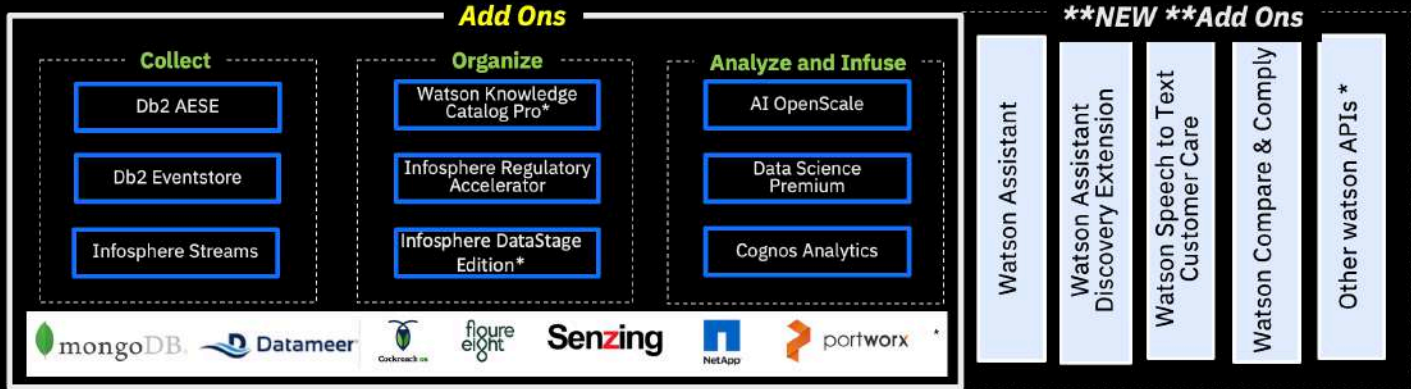 Add Ons
**NEW **Add Ons
Collect
Db2 AESE
Db2 Eventstore
Infosphere Streams
Organize
Watson Knowledge
Catalog Pro*
Infosphere Regulatory
Accelerator
Infosphere DataStage
Edition*
Analyze and Infuse
AI OpenScale
Data Science
Premium
Cognos Analytics
mongoDB.
Datameer
Cockroach DB
figure
eight
Senzing
NetApp
portworx
*
Watson Assistant
Watson Assistant
Discovery Extension
Watson Speech to Text
Customer Care
Watson Compare & Comply
Other watson APIs *